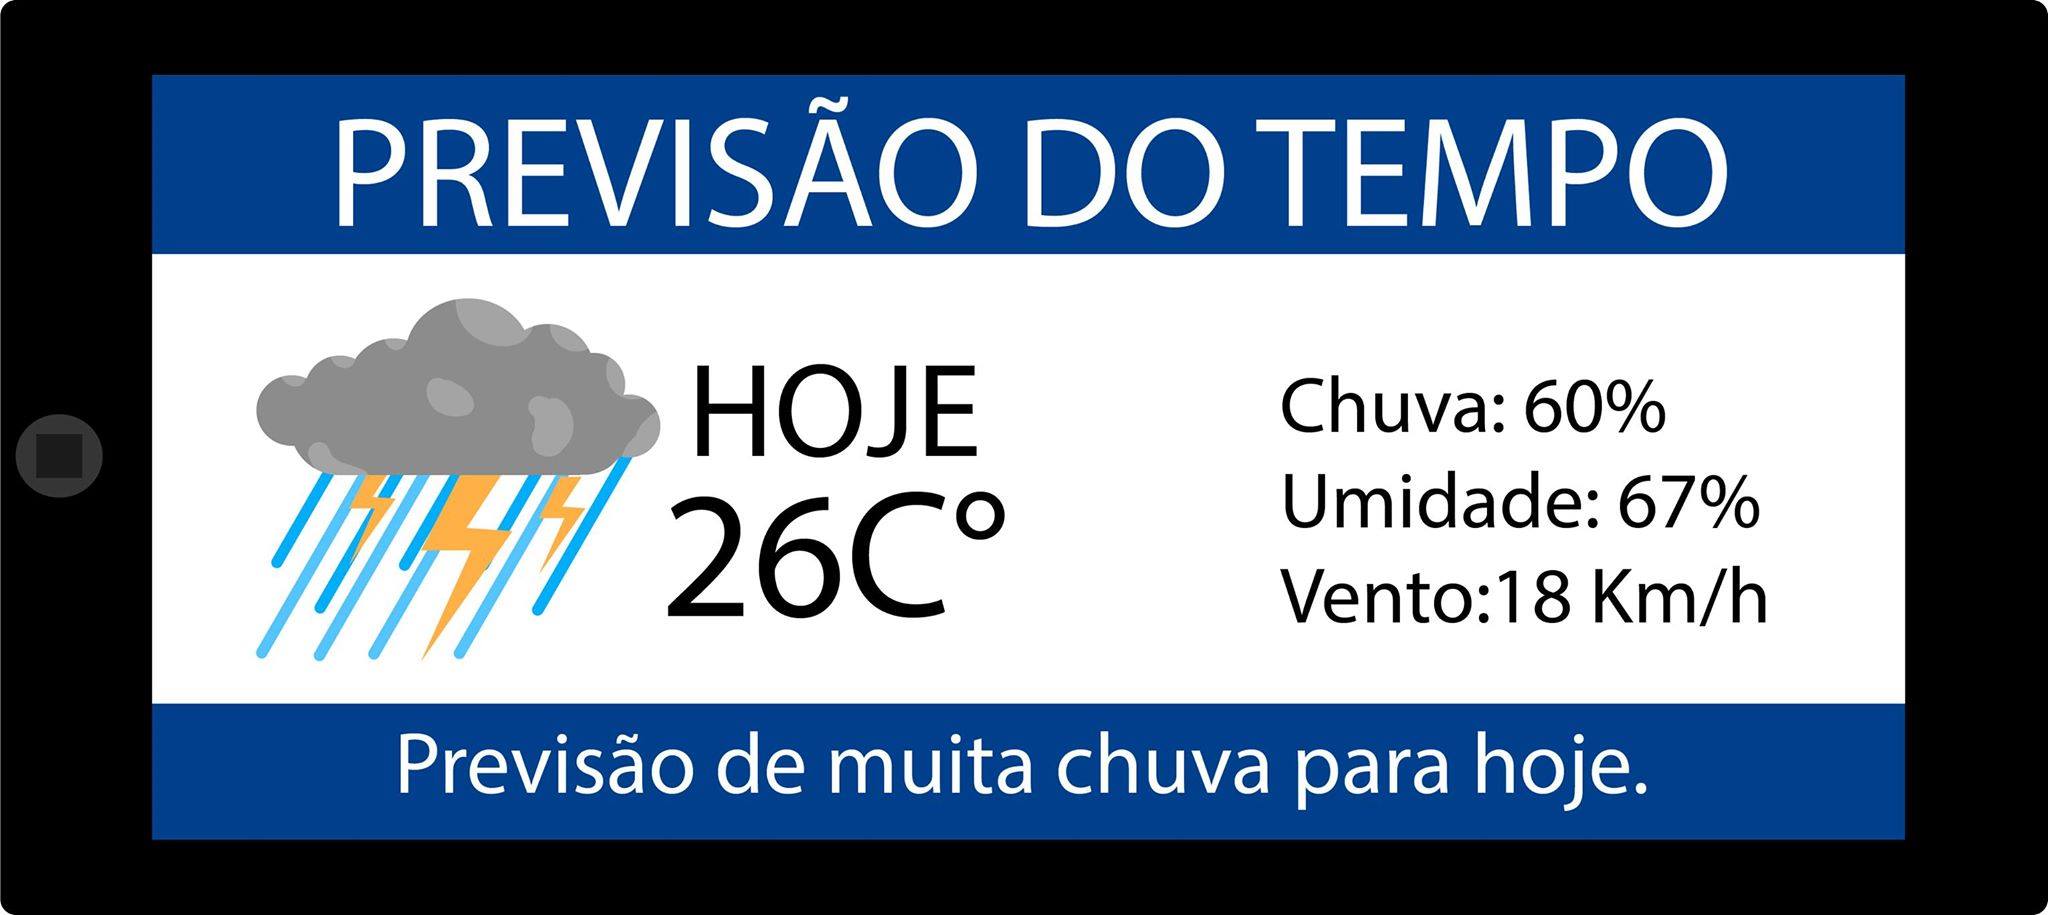 PREVISÃO DO TEMPO
HOJE
26C°
Chuva: 60%
Umidade: 67%
Vento:18 Km/h
Previsão de muita chuva para hoje.